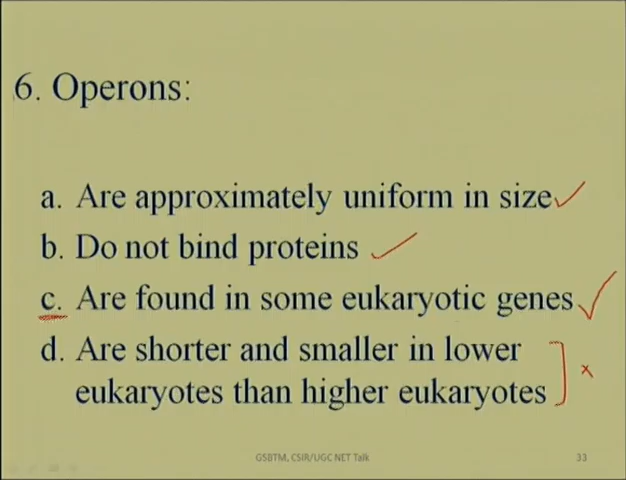 6. Operons:
a. Are approximately uniform in size
b. Do not bind proteins
c. Are found in some eukaryotic genes
d. Are shorter and smaller in lower
eukaryotes than higher eukaryotes
GSBTM, CSIR/UGC NET Talk
33